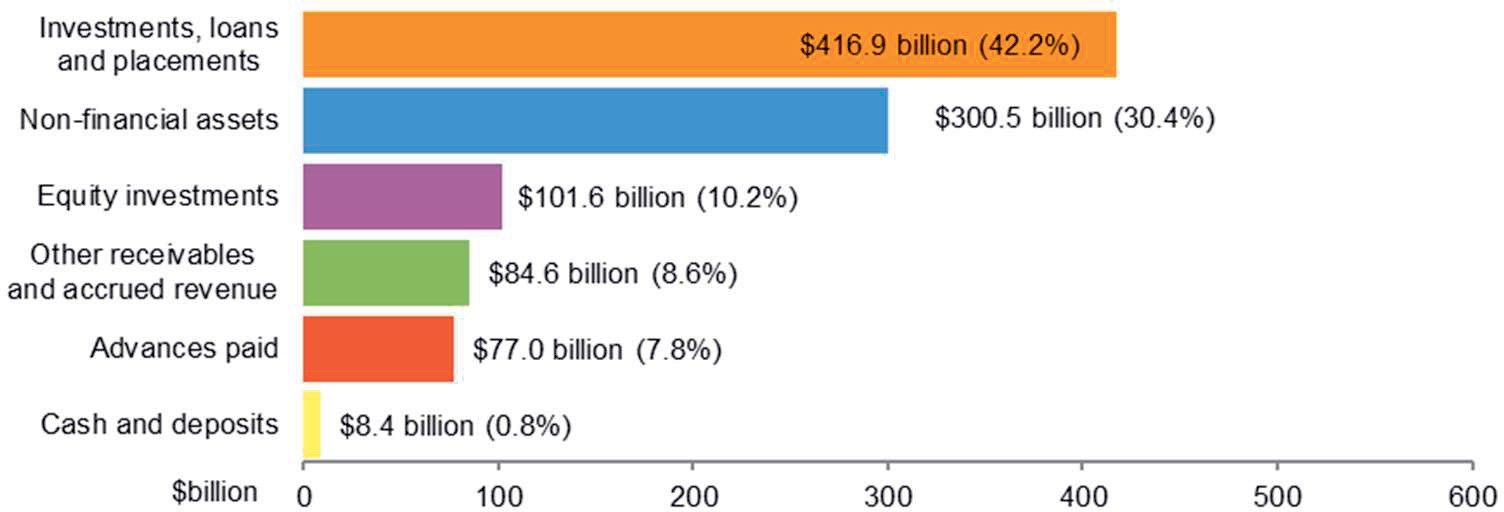 Investments, loans
and placements
$416.9 billion (42.2%)
Non-financial assets
$300.5 billion (30.4%)
Equity investments
$101.6 billion (10.2%)
Other receivables
and accrued revenue
$84.6 billion (8.6%)
Advances paid
$77.0 billion (7.8%)
Cash and deposits
$8.4 billion (0.8%)
$billion 0 100 200 300 400 500 600